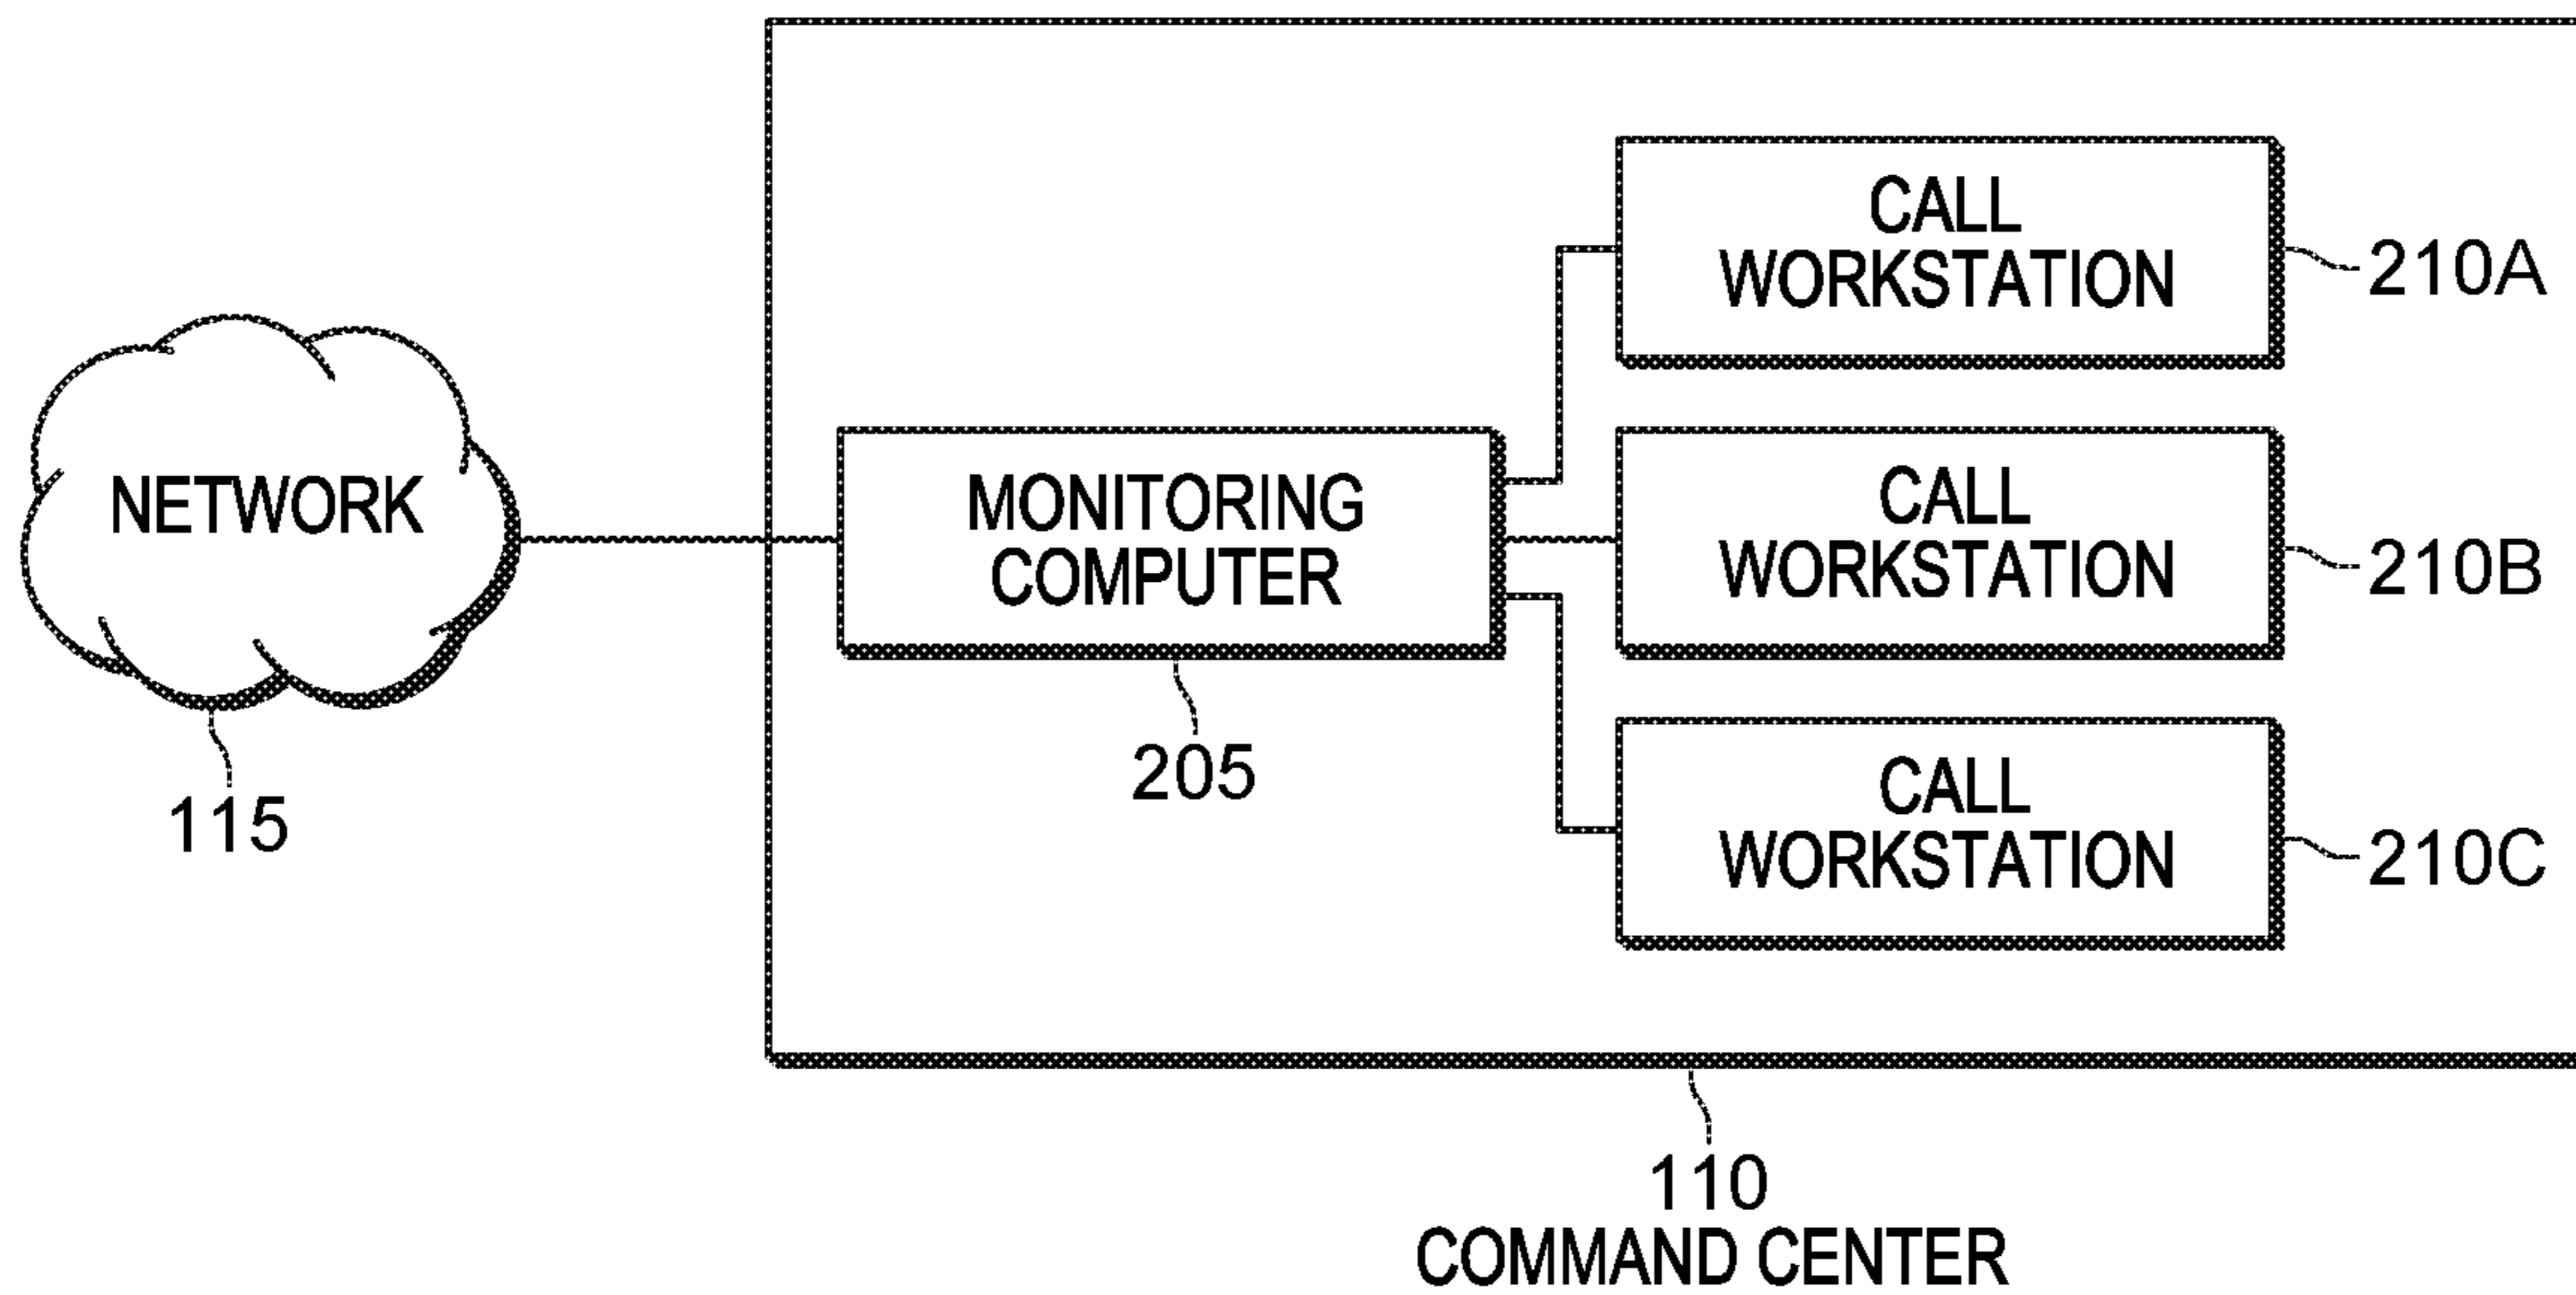 CALL
WORKSTATION
210A
NETWORK
115
MONITORING
COMPUTER
205
CALL
WORKSTATION
210B
CALL
WORKSTATION
210C
110
COMMAND CENTER